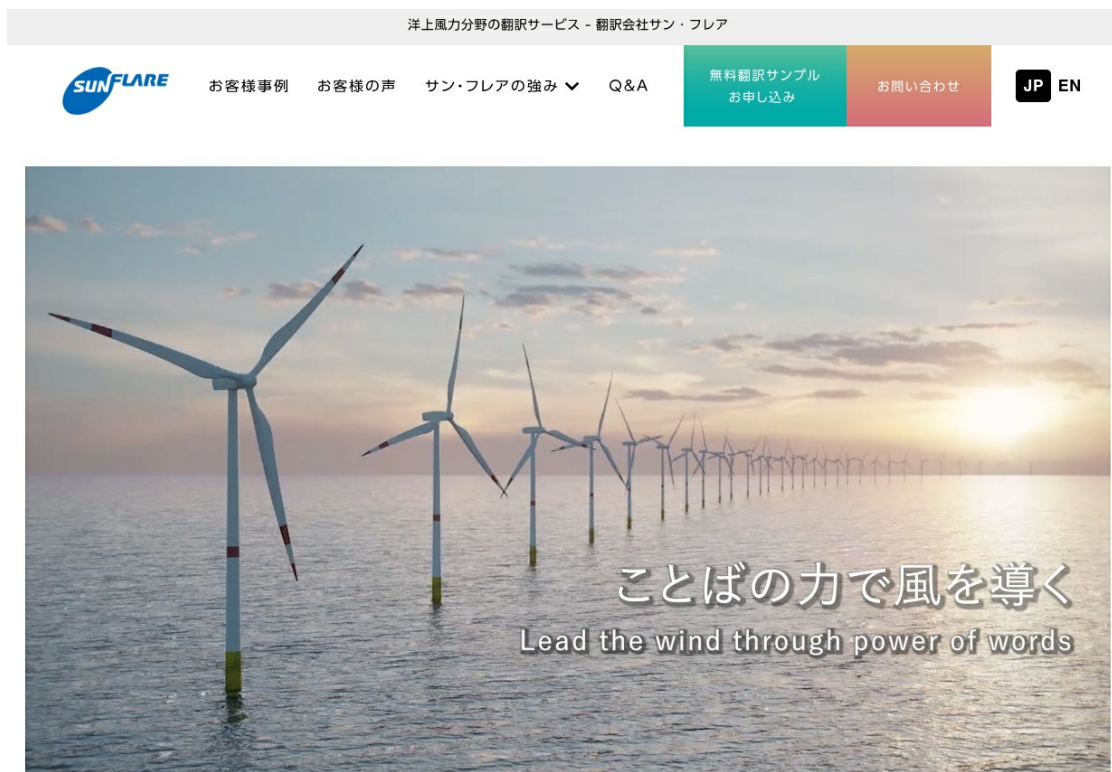 洋上風力分野の翻訳サービス - 翻訳会社サン・フレア
SUNFLARE
お客様事例
お客様の声
サン・フレアの強み
Q&A
無料翻訳サンプル
お申し込み
お問い合わせ
JP EN
ことばの力で風を導く
Lead the wind through power of words